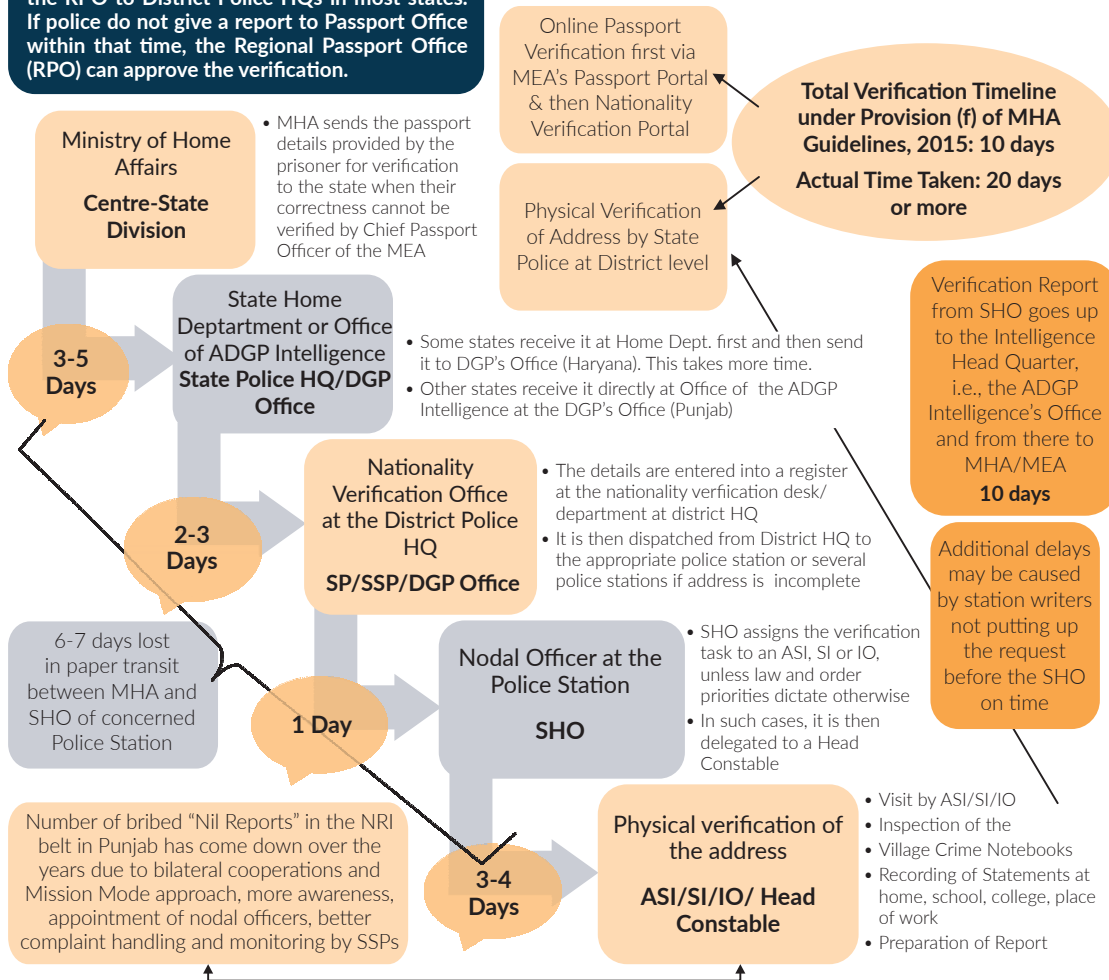 the RPO to District Police HQs in most states.
If police do not give a report to Passport Office
within that time, the Regional Passport Office
(RPO) can approve the verification.
Online Passport
Verification first via
MEA's Passport Portal
& then Nationality
Verification Portal
Total Verification Timeline
under Provision (f) of MHA
Guidelines, 2015: 10 days
Actual Time Taken: 20 days
or more
Physical Verification
of Address by State
Police at District level
Ministry of Home
Affairs
Centre-State
Division
• MHA sends the passport
details provided by the
prisoner for verification
to the state when their
correctness cannot be
verified by Chief Passport
Officer of the MEA
3-5
Days
State Home
Deptartment or Office
of ADGP Intelligence
State Police HQ/DGP
Office
• Some states receive it at Home Dept. first and then send
it to DGP's Office (Haryana). This takes more time.
• Other states receive it directly at Office of the ADGP
Intelligence at the DGP's Office (Punjab)
Verification Report
from SHO goes up
to the Intelligence
Head Quarter,
i.e., the ADGP
Intelligence's Office
and from there to
MHA/MEA
10 days
2-3
Days
Nationality
Verification Office
at the District Police
HQ
SP/SSP/DGP Office
• The details are entered into a register
at the nationality verfiication desk/
department at district HQ
• It is then dispatched from District HQ to
the appropriate police station or several
police stations if address is incomplete
Additional delays
may be caused
by station writers
not putting up
the request
before the SHO
on time
6-7 days lost
in paper transit
between MHA and
SHO of concerned
Police Station
1 Day
Nodal Officer at the
Police Station
SHO
• SHO assigns the verification
task to an ASI, SI or IO,
unless law and order
priorities dictate otherwise
• In such cases, it is then
delegated to a Head
Constable
Number of bribed "Nil Reports" in the NRI
belt in Punjab has come down over the
years due to bilateral cooperations and
Mission Mode approach, more awareness,
appointment of nodal officers, better
complaint handling and monitoring by SSPs
3-4
Days
Physical verification of
the address
ASI/SI/IO/ Head
Constable
• Visit by ASI/SI/IO
• Inspection of the
• Village Crime Notebooks
• Recording of Statements at
home, school, college, place
of work
• Preparation of Report